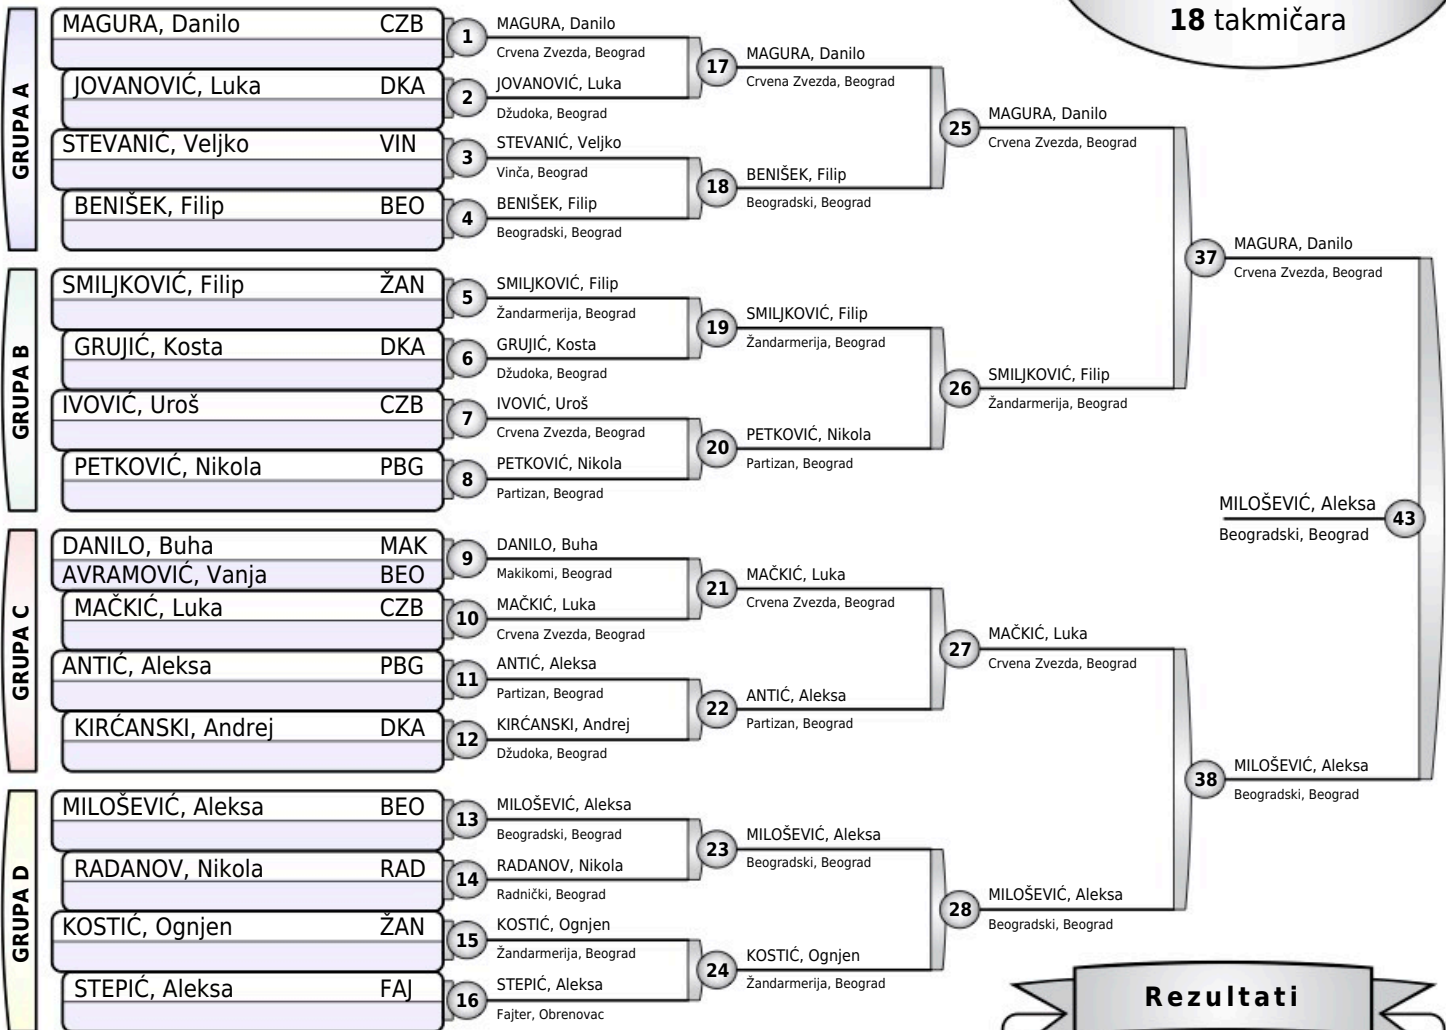 18 takmičara
GRUPA A
MAGURA, Danilo CZB
JOVANOVIĆ, Luka DKA
STEVANIĆ, Veljko VIN
BENIŠEK, Filip BEO
GRUPA B
SMILJKOVIĆ, Filip ŽAN
GRUJIĆ, Kosta DKA
IVOVIĆ, Uroš CZB
PETKOVIĆ, Nikola PBG
GRUPA C
DANILO, Buha MAK
AVRAMOVIĆ, Vanja BEO
MAČKIĆ, Luka CZB
ANTIĆ, Aleksa PBG
KIRĆANSKI, Andrej DKA
GRUPA D
MILOŠEVIĆ, Aleksa BEO
RADANOV, Nikola RAD
KOSTIĆ, Ognjen ŽAN
STEPIĆ, Aleksa FAJ
1 MAGURA, Danilo
Crvena Zvezda, Beograd
2 JOVANOVIĆ, Luka
Džudoka, Beograd
3 STEVANIĆ, Veljko
Vinča, Beograd
4 BENIŠEK, Filip
Beogradski, Beograd
5 SMILJKOVIĆ, Filip
Žandarmerija, Beograd
6 GRUJIĆ, Kosta
Džudoka, Beograd
7 IVOVIĆ, Uroš
Crvena Zvezda, Beograd
8 PETKOVIĆ, Nikola
Partizan, Beograd
9 DANILO, Buha
Makikomi, Beograd
10 MAČKIĆ, Luka
Crvena Zvezda, Beograd
11 ANTIĆ, Aleksa
Partizan, Beograd
12 KIRĆANSKI, Andrej
Džudoka, Beograd
13 MILOŠEVIĆ, Aleksa
Beogradski, Beograd
14 RADANOV, Nikola
Radnički, Beograd
15 KOSTIĆ, Ognjen
Žandarmerija, Beograd
16 STEPIĆ, Aleksa
Fajter, Obrenovac
17 MAGURA, Danilo
Crvena Zvezda, Beograd
18 BENIŠEK, Filip
Beogradski, Beograd
19 SMILJKOVIĆ, Filip
Žandarmerija, Beograd
20 PETKOVIĆ, Nikola
Partizan, Beograd
21 MAČKIĆ, Luka
Crvena Zvezda, Beograd
22 ANTIĆ, Aleksa
Partizan, Beograd
23 MILOŠEVIĆ, Aleksa
Beogradski, Beograd
24 KOSTIĆ, Ognjen
Žandarmerija, Beograd
25 MAGURA, Danilo
Crvena Zvezda, Beograd
26 SMILJKOVIĆ, Filip
Žandarmerija, Beograd
27 MAČKIĆ, Luka
Crvena Zvezda, Beograd
28 MILOŠEVIĆ, Aleksa
Beogradski, Beograd
37 MAGURA, Danilo
Crvena Zvezda, Beograd
38 MILOŠEVIĆ, Aleksa
Beogradski, Beograd
MILOŠEVIĆ, Aleksa 43
Beogradski, Beograd
Rezultati